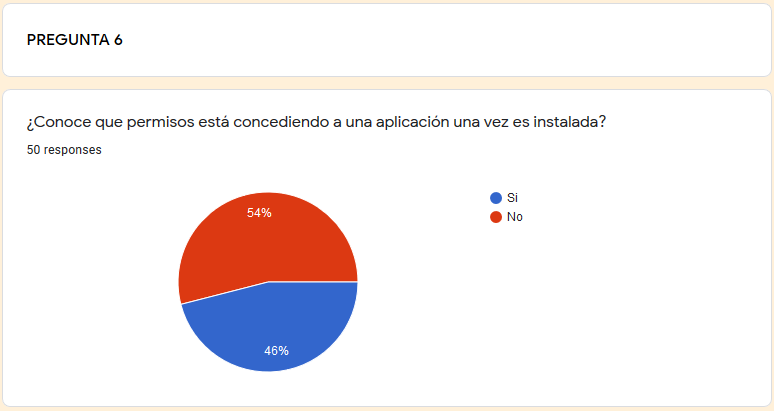 PREGUNTA 6
¿Conoce que permisos está concediendo a una aplicación una vez es instalada?
50 responses
54%
46%
Si
No